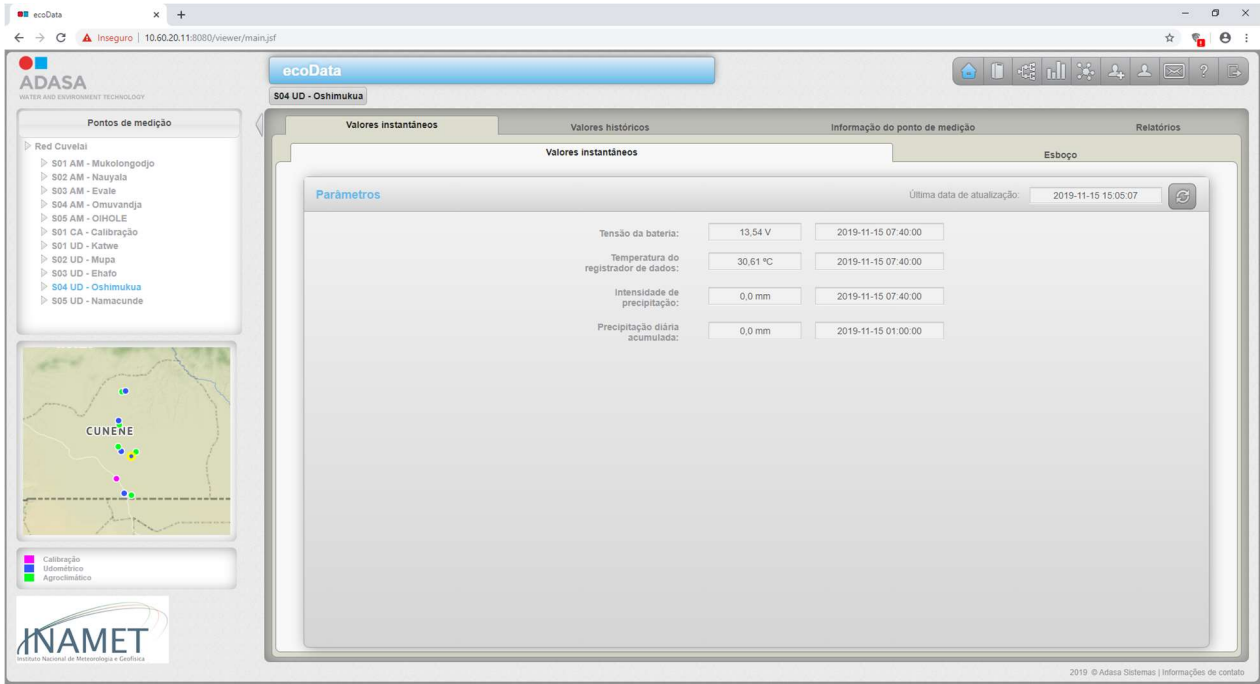 ecoData
Inseguro | 10.60.20.11:8080/viewer/main.jsf
ADASA
WATER AND ENVIRONMENT TECHNOLOGY
ecoData
?
S04 UD - Oshimukua
Pontos de medição
Red Cuvelai
S01 AM - Mukolongodjo
S02 AM - Nauyala
S03 AM - Evale
S04 AM - Omuvandja
S05 AM - OIHOLE
S01 CA - Calibração
S01 UD - Katwe
S02 UD - Mupa
S03 UD - Ehafo
S04 UD - Oshimukua
S05 UD - Namacunde
Valores instantâneos
Valores históricos
Informação do ponto de medição
Relatórios
Valores instantâneos
Esboço
Parâmetros
Última data de atualização:
2019-11-15 15:05:07
Tensão da bateria:
13,54 V
2019-11-15 07:40:00
Temperatura do
registrador de dados:
30,61 ºC
2019-11-15 07:40:00
Intensidade de
precipitação:
0,0 mm
2019-11-15 07:40:00
Precipitação diária
acumulada:
0,0 mm
2019-11-15 01:00:00
CUNENE
Calibração
Udométrico
Agroclimático
INAMET
Instituto Nacional de Meteorologia e Geofísica
2019 © Adasa Sistemas | Informações de contato